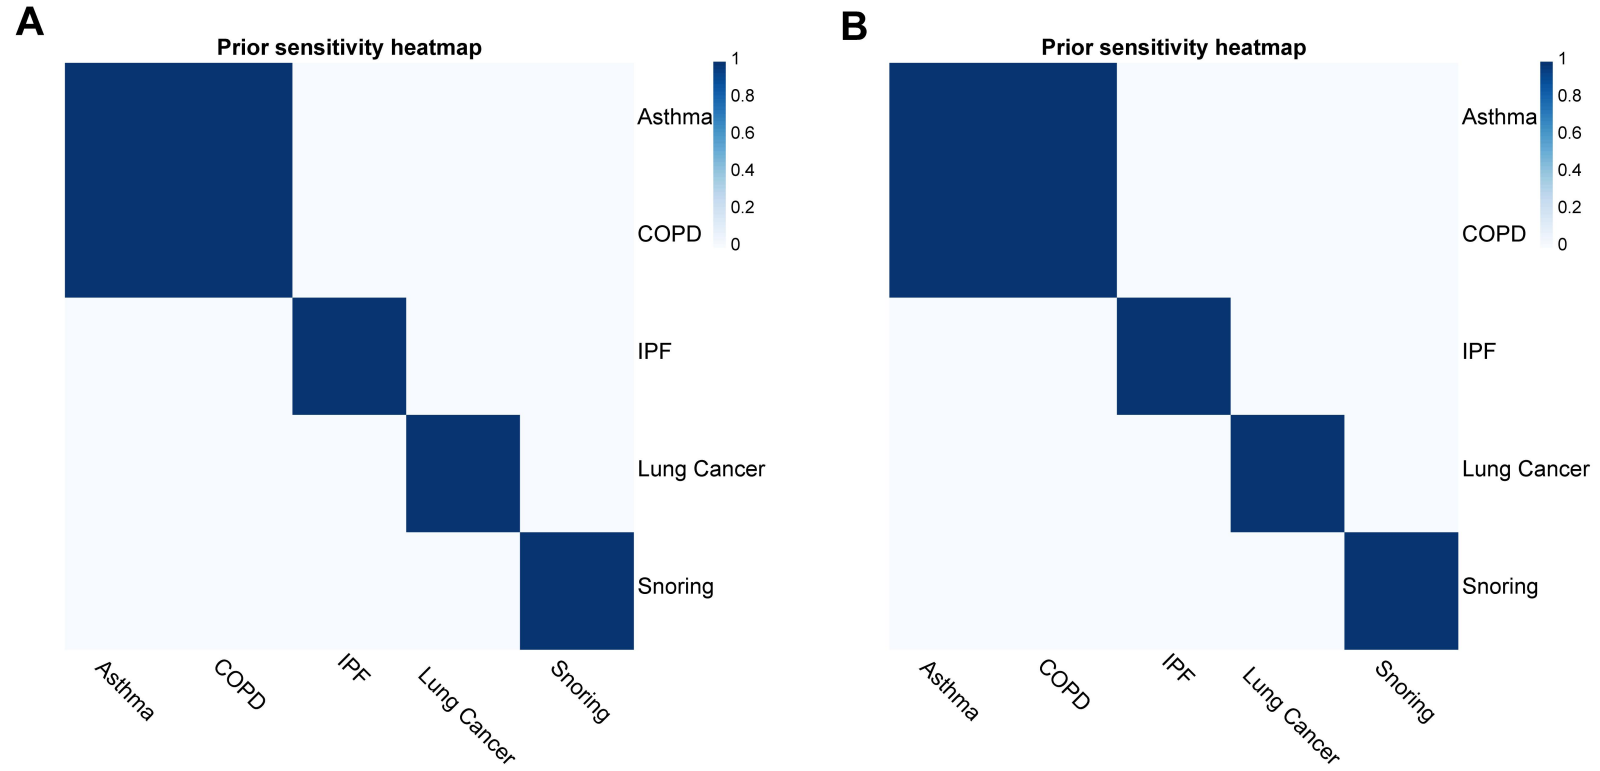 A
Prior sensitivity heatmap
1
0.8
0.6
0.4
0.2
0
Asthma
COPD
IPF
Lung Cancer
Snoring
Asthma
COPD
IPF
Lung Cancer
Snoring
B
Prior sensitivity heatmap
1
0.8
0.6
0.4
0.2
0
Asthma
COPD
IPF
Lung Cancer
Snoring
Asthma
COPD
IPF
Lung Cancer
Snoring